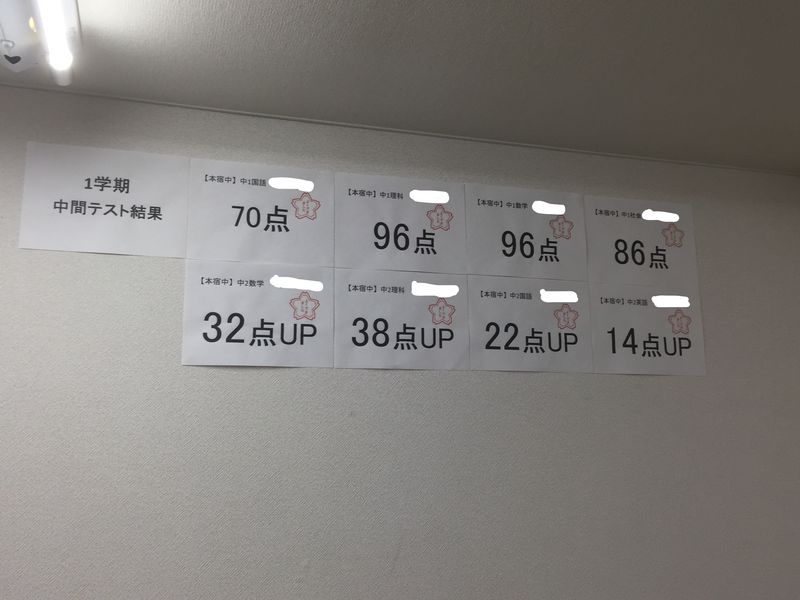 1学期
中間テスト結果
【本宿中】中1国語
70点
【本宿中】中1理科
96点
【本宿中】中1数学
96点
【本宿中】中1社会
86点
【本宿中】中2数学
32点UP
【本宿中】中2理科
38点UP
【本宿中】中2国語
22点UP
【本宿中】中2英語
14点UP